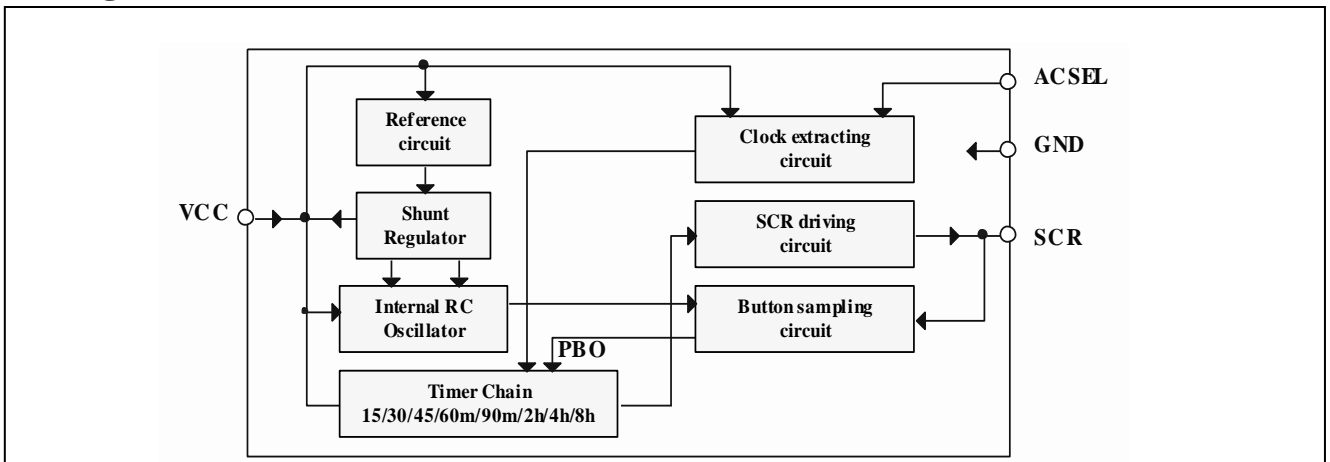 Reference
circuit
Clock extracting
circuit
ACSEL
GND
VCC
Shunt
Regulator
SCR driving
circuit
SCR
Internal RC
Oscillator
Button sampling
circuit
PBO
Timer Chain
15/30/45/60m/90m/2h/4h/8h